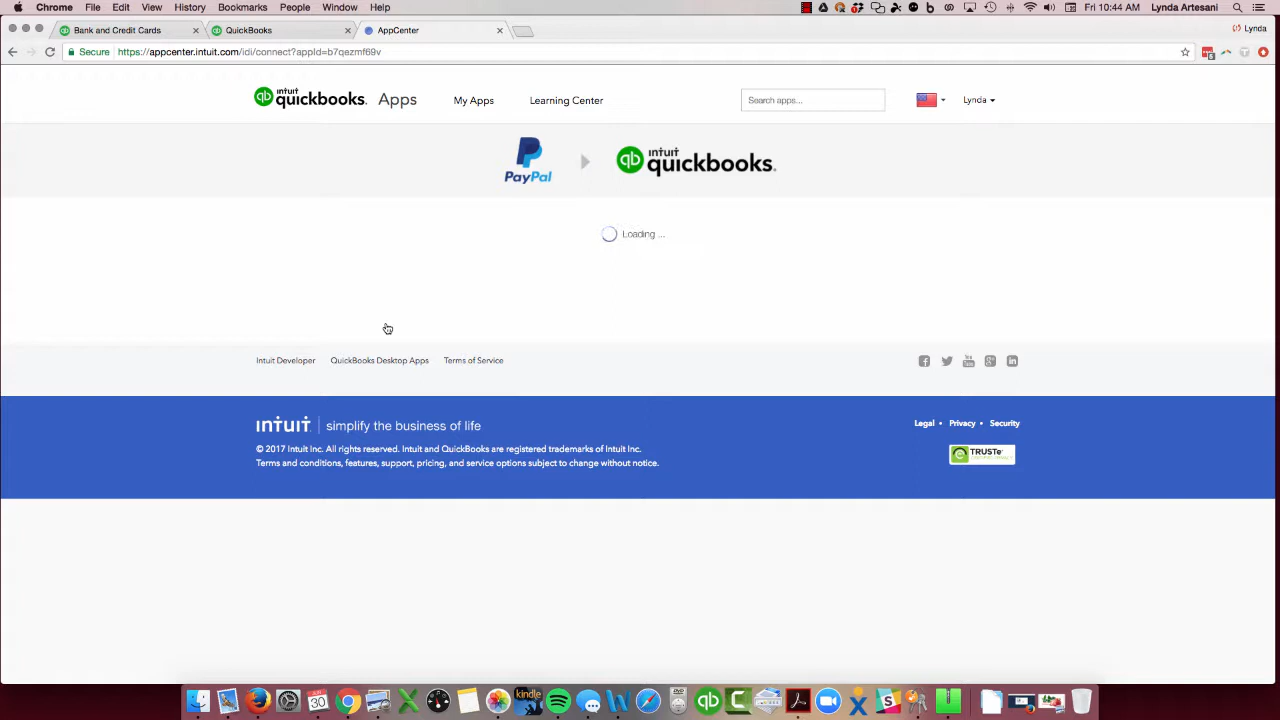 Chrome File Edit View History Bookmarks People Window Help Fri 10:44 AM Lynda Artesani
Bank and Credit Cards QuickBooks AppCenter Lynda
Secure https://appcenter.intuit.com/idi/connect?appId=b7qezmf69v
intuit quickbooks. Apps My Apps Learning Center Search apps... Lynda
PayPal intuit quickbooks.
Loading ...
Intuit Developer QuickBooks Desktop Apps Terms of Service
intuit simplify the business of life Legal • Privacy • Security
© 2017 Intuit Inc. All rights reserved. Intuit and QuickBooks are registered trademarks of Intuit Inc.
TRUSTe
Terms and conditions, features, support, pricing, and service options subject to change without notice.
JUN
30
kindle